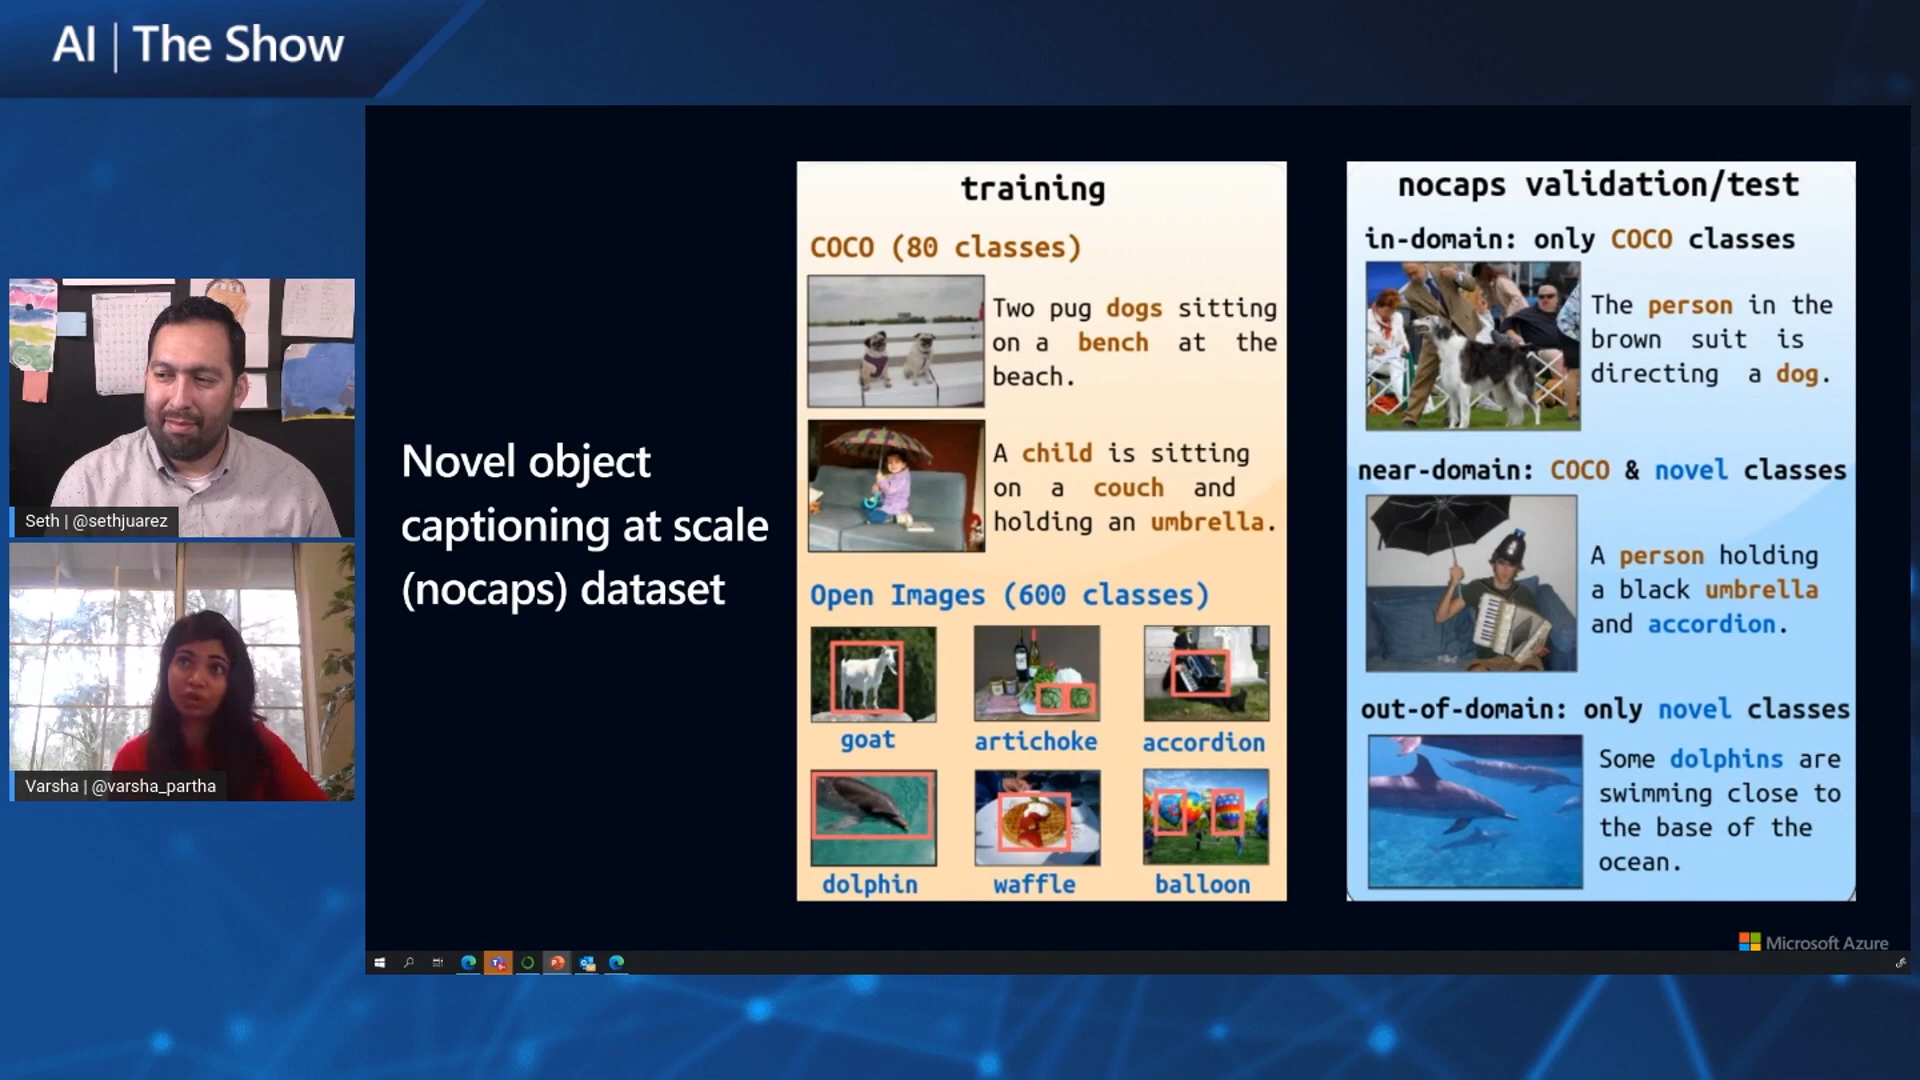 AI | The Show
Seth | @sethjuarez
Varsha | @varsha_partha
Novel object
captioning at scale
(nocaps) dataset
training
COCO (80 classes)
Two pug dogs sitting
on a bench at the
beach.
A child is sitting
on a couch and
holding an umbrella.
Open Images (600 classes)
goat
artichoke
accordion
dolphin
waffle
balloon
nocaps validation/test
in-domain: only COCO classes
The person in the
brown suit is
directing a dog.
near-domain: COCO & novel classes
A person holding
a black umbrella
and accordion.
out-of-domain: only novel classes
Some dolphins are
swimming close to
the base of the
ocean.
Microsoft Azure